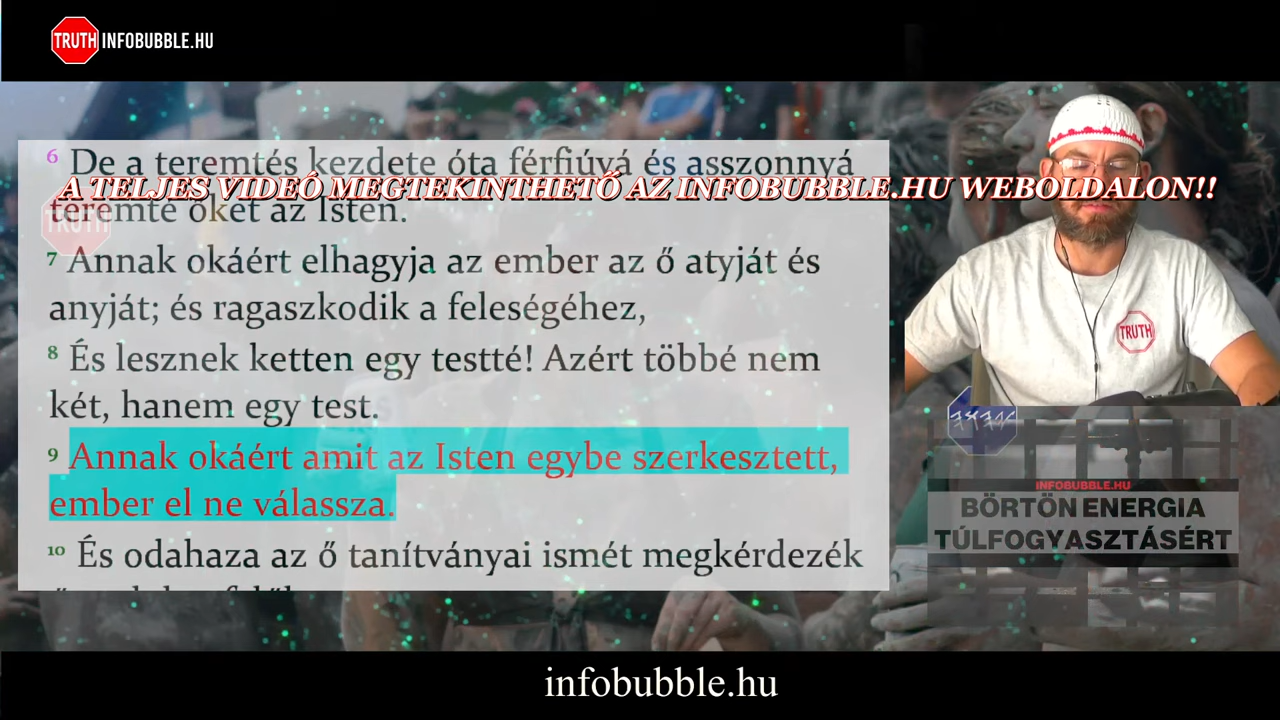 TRUTH INFOBUBBLE.HU
6 De a teremtés kezdete óta férfiúvá és asszonnyá
A TELJES VIDEÓ MEGTEKINTHETŐ AZ INFOBUBBLE.HU WEBOLDALON!!
teremté őket az Isten.
TRUTH
7 Annak okáért elhagyja az ember az ő atyját és
anyját; és ragaszkodik a feleségéhez,
8 És lesznek ketten egy testté! Azért többé nem
két, hanem egy test.
9 Annak okáért amit az Isten egybe szerkesztett,
ember el ne válassza.
10 És odahaza az ő tanítványai ismét megkérdezék
TRUTH
INFOBUBBLE.HU
BÖRTÖN ENERGIA
TÚLFOGYASZTÁSÉRT
infobubble.hu